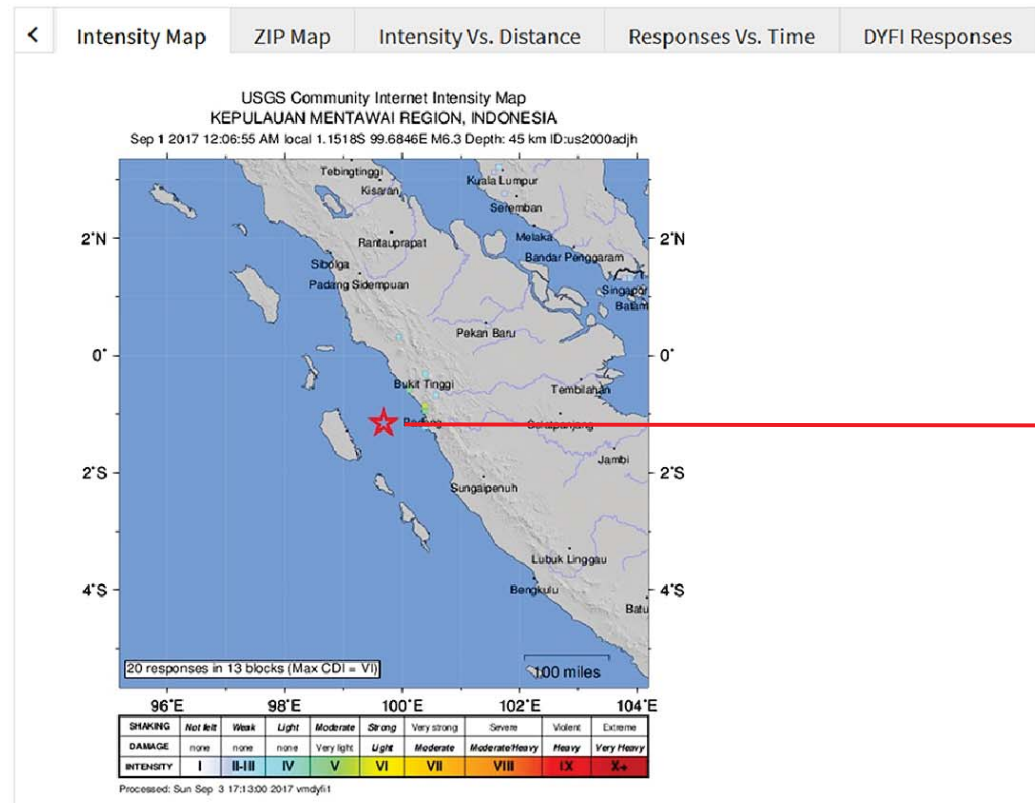 Intensity Map ZIP Map Intensity Vs. Distance Responses Vs. Time DYFI Responses
USGS Community Internet Intensity Map
KEPULAUAN MENTAWAI REGION, INDONESIA
Sep 1 2017 12:06:55 AM local 1.1518S 99.6846E M6.3 Depth: 45 km ID:us2000adjh
Tebingtinggi
Kuala Lumpur
Kisaran
Seremban
Melaka
2°N
Rantauprapat
2°N
Bandar Penggaram
Sibolga
Padang Sidempuan
Singapor
Batam
Pekan Baru
0°
0°
Bukit Tinggi
Tembilahan
Padang
Selatpanjang
Jambi
2°S
2°S
Sungaipenuh
Lubuk Linggau
4°S
Bengkulu
4°S
Batu
20 responses in 13 blocks (Max CDI = VI)
100 miles
96°E 98°E 100°E 102°E 104°E
SHAKING Not felt Weak Light Moderate Strong Very strong Severe Violent Extreme
DAMAGE none none none Very light Light Moderate Moderate/Heavy Heavy Very Heavy
INTENSITY I II-III IV V VI VII VIII IX X+
Processed: Sun Sep 3 17:13:00 2017 vmdyfi1